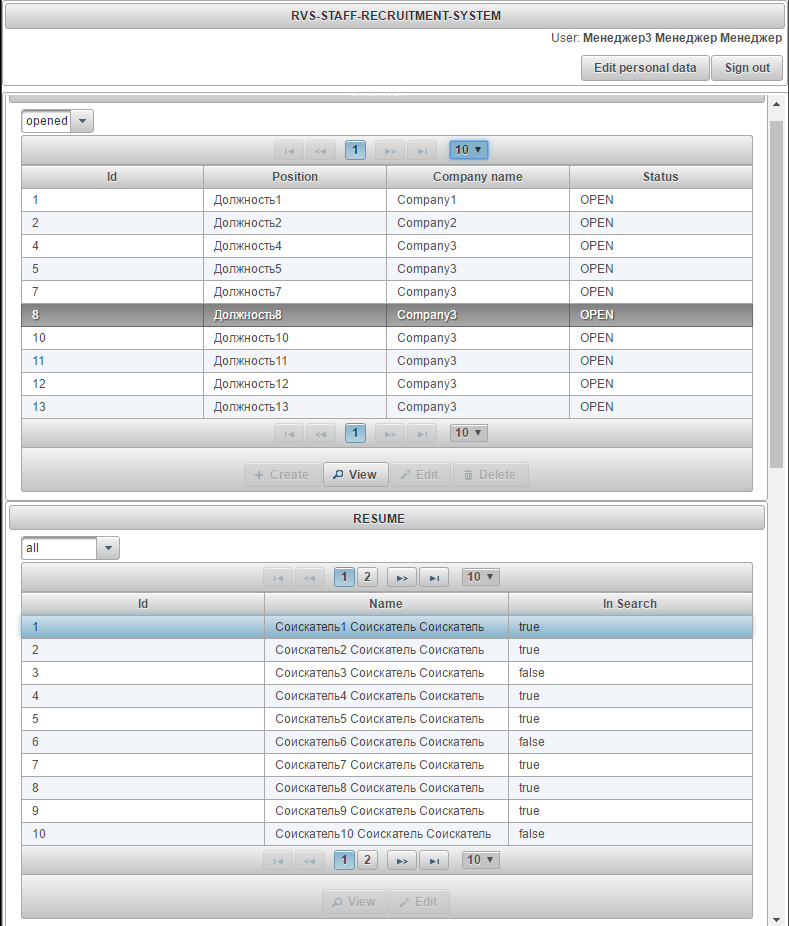 RVS-STAFF-RECRUITMENT-SYSTEM
User: Менеджер3 Менеджер Менеджер
Edit personal data Sign out
opened
1 10
Id Position Company name Status
1 Должность1 Company1 OPEN
2 Должность2 Company2 OPEN
4 Должность4 Company3 OPEN
5 Должность5 Company3 OPEN
7 Должность7 Company3 OPEN
8 Должность8 Company3 OPEN
10 Должность10 Company3 OPEN
11 Должность11 Company3 OPEN
12 Должность12 Company3 OPEN
13 Должность13 Company3 OPEN
1 10
Create View Edit Delete
RESUME
all
1 2 10
Id Name In Search
1 Соискатель1 Соискатель Соискатель true
2 Соискатель2 Соискатель Соискатель true
3 Соискатель3 Соискатель Соискатель false
4 Соискатель4 Соискатель Соискатель true
5 Соискатель5 Соискатель Соискатель true
6 Соискатель6 Соискатель Соискатель false
7 Соискатель7 Соискатель Соискатель true
8 Соискатель8 Соискатель Соискатель true
9 Соискатель9 Соискатель Соискатель true
10 Соискатель10 Соискатель Соискатель false
1 2 10
View Edit